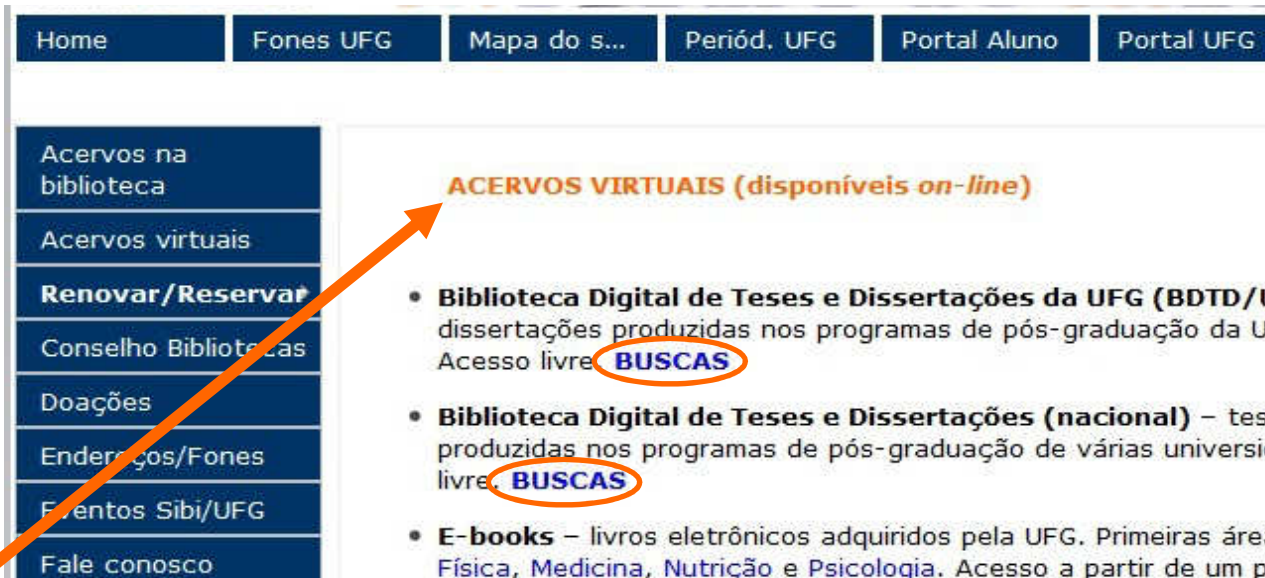 Home Fones UFG Mapa do s... Periód. UFG Portal Aluno Portal UFG
Acervos na
biblioteca
Acervos virtuais
Renovar/Reservar
Conselho Bibliotecas
Doações
Endereços/Fones
Eventos Sibi/UFG
Fale conosco
ACERVOS VIRTUAIS (disponíveis on-line)
• Biblioteca Digital de Teses e Dissertações da UFG (BDTD/U
dissertações produzidas nos programas de pós-graduação da U
Acesso livre. BUSCAS
• Biblioteca Digital de Teses e Dissertações (nacional) – tes
produzidas nos programas de pós-graduação de várias universi
livre. BUSCAS
• E-books – livros eletrônicos adquiridos pela UFG. Primeiras áre
Física, Medicina, Nutrição e Psicologia. Acesso a partir de um p